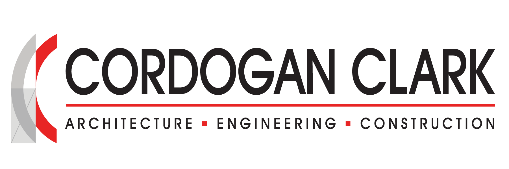 CORDOGAN CLARK
ARCHITECTURE ▪ ENGINEERING ▪ CONSTRUCTION